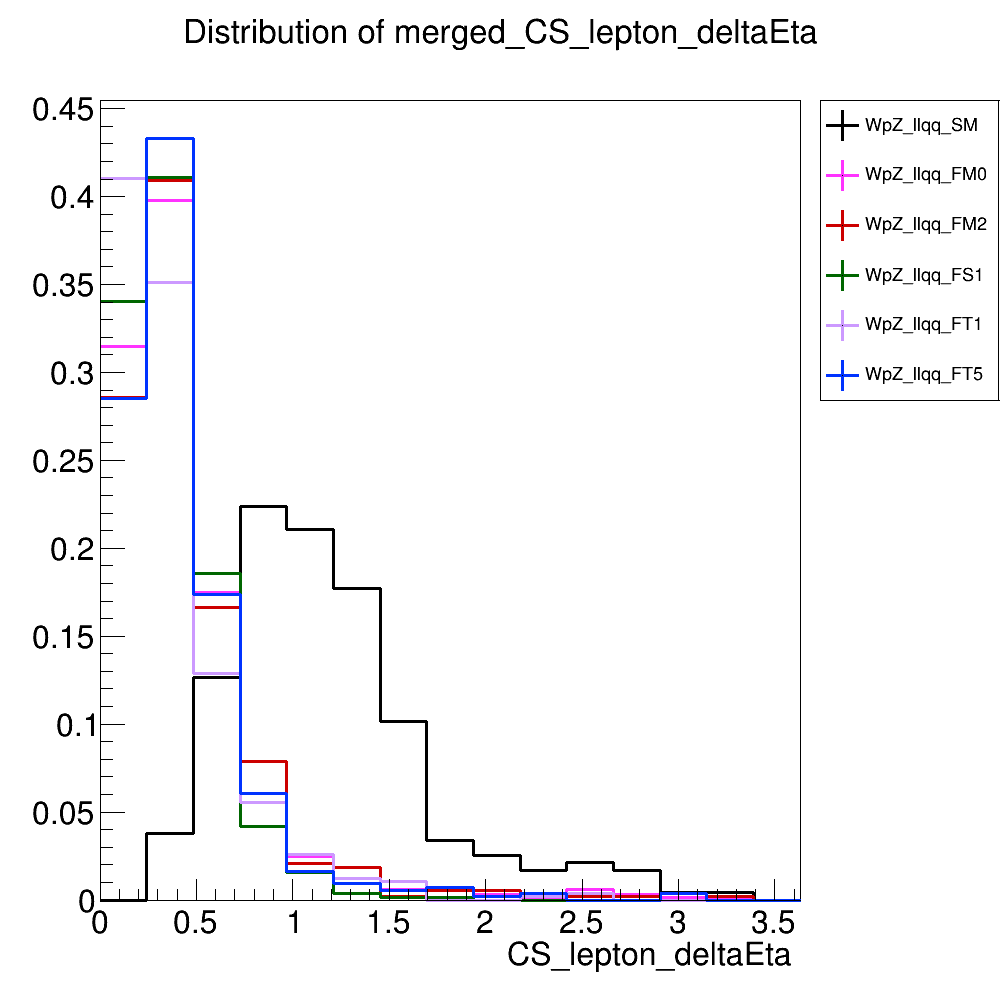 Distribution of merged_CS_lepton_deltaEta
0.45
0.4
0.35
0.3
0.25
0.2
0.15
0.1
0.05
0
0 0.5 1 1.5 2 2.5 3 3.5
CS_lepton_deltaEta
WpZ_llqq_SM
WpZ_llqq_FM0
WpZ_llqq_FM2
WpZ_llqq_FS1
WpZ_llqq_FT1
WpZ_llqq_FT5